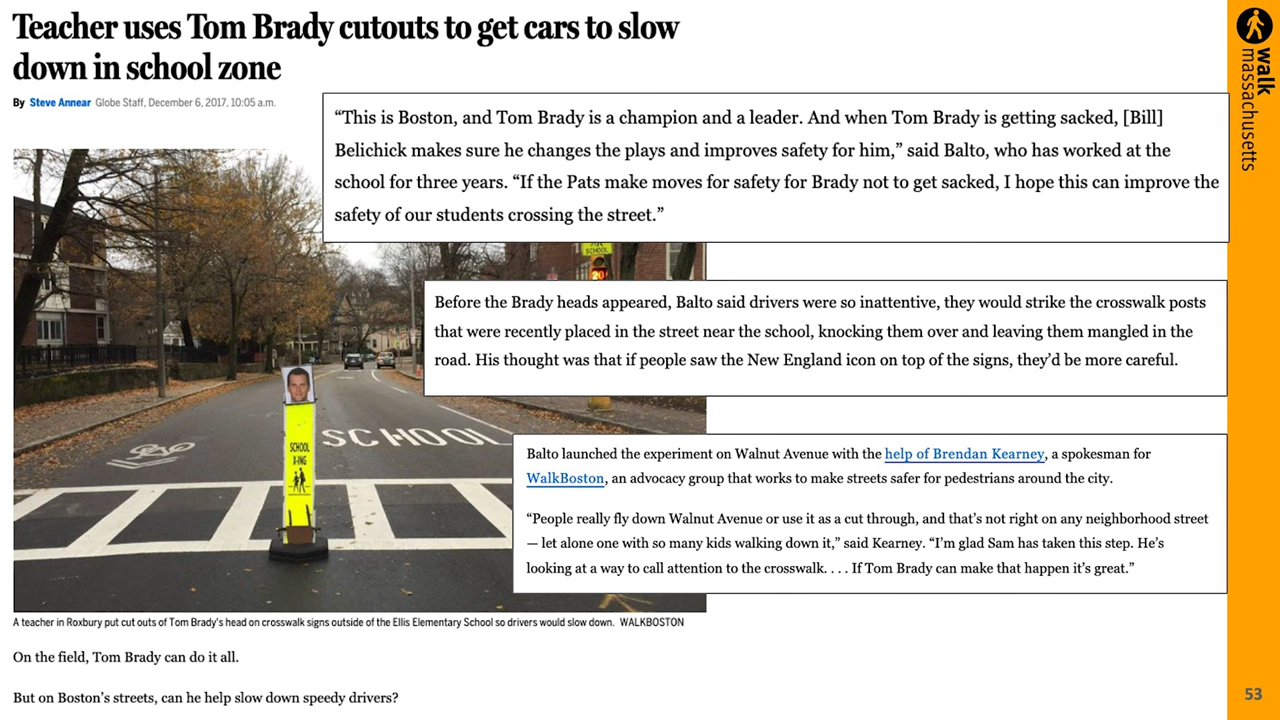 Teacher uses Tom Brady cutouts to get cars to slow
down in school zone
By Steve Annear Globe Staff, December 6, 2017, 10:05 a.m.
“This is Boston, and Tom Brady is a champion and a leader. And when Tom Brady is getting sacked, [Bill]
Belichick makes sure he changes the plays and improves safety for him,” said Balto, who has worked at the
school for three years. “If the Pats make moves for safety for Brady not to get sacked, I hope this can improve the
safety of our students crossing the street.”
SCHOOL
20
Before the Brady heads appeared, Balto said drivers were so inattentive, they would strike the crosswalk posts
that were recently placed in the street near the school, knocking them over and leaving them mangled in the
road. His thought was that if people saw the New England icon on top of the signs, they’d be more careful.
SCHOOL
X-ING
SCHOOL
Balto launched the experiment on Walnut Avenue with the help of Brendan Kearney, a spokesman for
WalkBoston, an advocacy group that works to make streets safer for pedestrians around the city.
“People really fly down Walnut Avenue or use it as a cut through, and that’s not right on any neighborhood street
— let alone one with so many kids walking down it,” said Kearney. “I’m glad Sam has taken this step. He’s
looking at a way to call attention to the crosswalk. . . . If Tom Brady can make that happen it’s great.”
A teacher in Roxbury put cut outs of Tom Brady’s head on crosswalk signs outside of the Ellis Elementary School so drivers would slow down. WALKBOSTON
On the field, Tom Brady can do it all.
But on Boston’s streets, can he help slow down speedy drivers?
walk
massachusetts
53